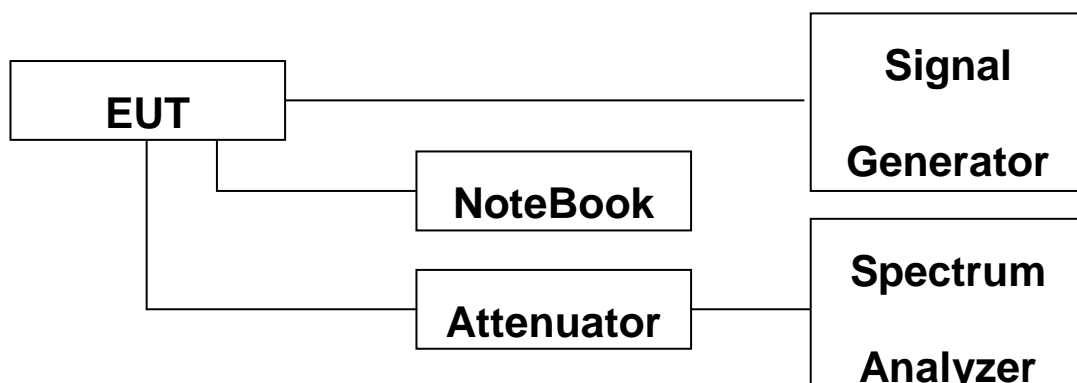 EUT
Signal
Generator
NoteBook
Attenuator
Spectrum
Analyzer